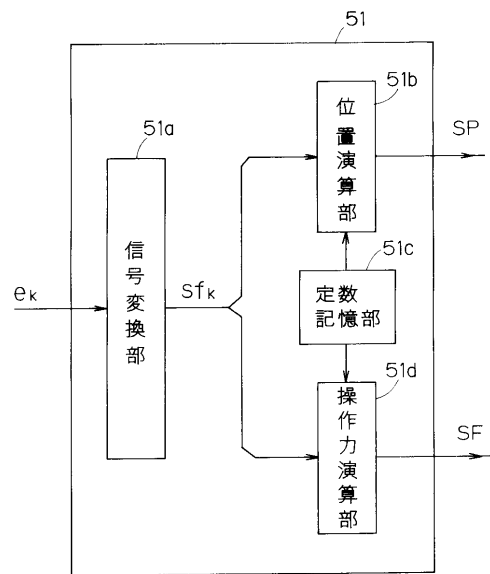 51
51a
信号変換部
ek
sfk
51b
位置演算部
SP
51c
定数
記憶部
51d
操作力演算部
SF